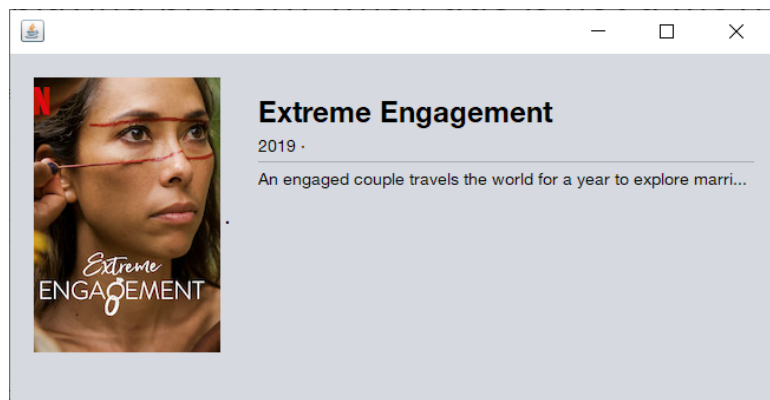 N
Extreme
ENGAGEMENT
Extreme Engagement
2019 ·
An engaged couple travels the world for a year to explore marri...